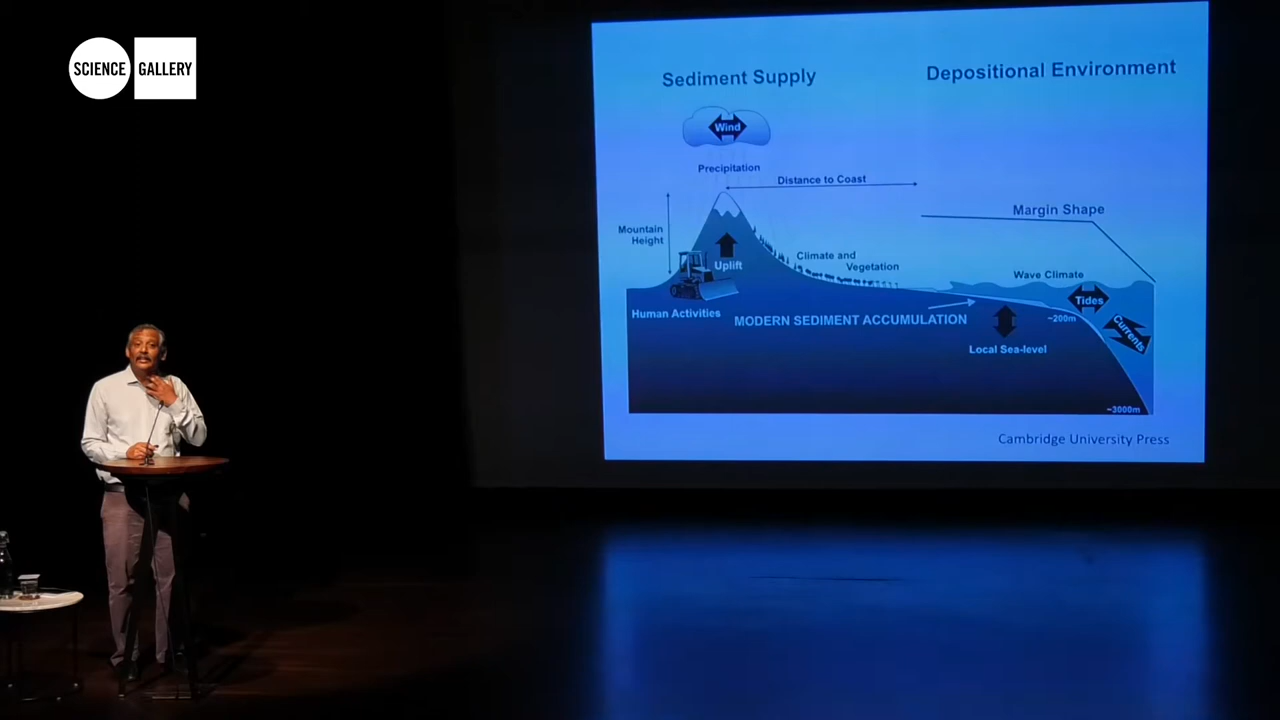 SCIENCE GALLERY
Sediment Supply
Depositional Environment
Wind
Precipitation
Distance to Coast
Margin Shape
Mountain
Height
Uplift
Climate and
Vegetation
Wave Climate
Tides
Human Activities
MODERN SEDIMENT ACCUMULATION
~200m
Currents
Local Sea-level
~3000m
Cambridge University Press